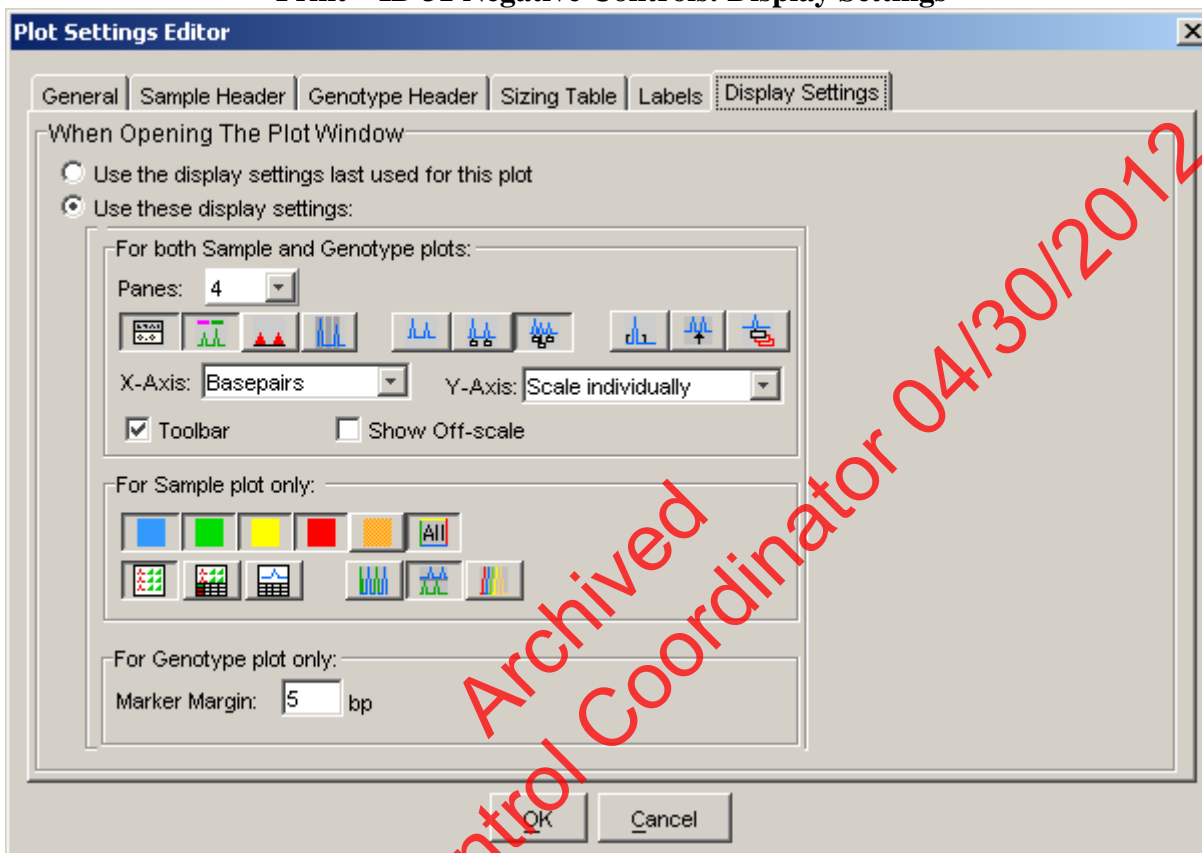 Plot Settings Editor
General Sample Header Genotype Header Sizing Table Labels Display Settings
When Opening The Plot Window
Use the display settings last used for this plot
Use these display settings:
For both Sample and Genotype plots:
Panes: 4
X-Axis: Basepairs Y-Axis: Scale individually
Toolbar Show Off-scale
For Sample plot only:
All
For Genotype plot only:
Marker Margin: 5 bp
OK Cancel
Archived
Coordinator 04/30/2012